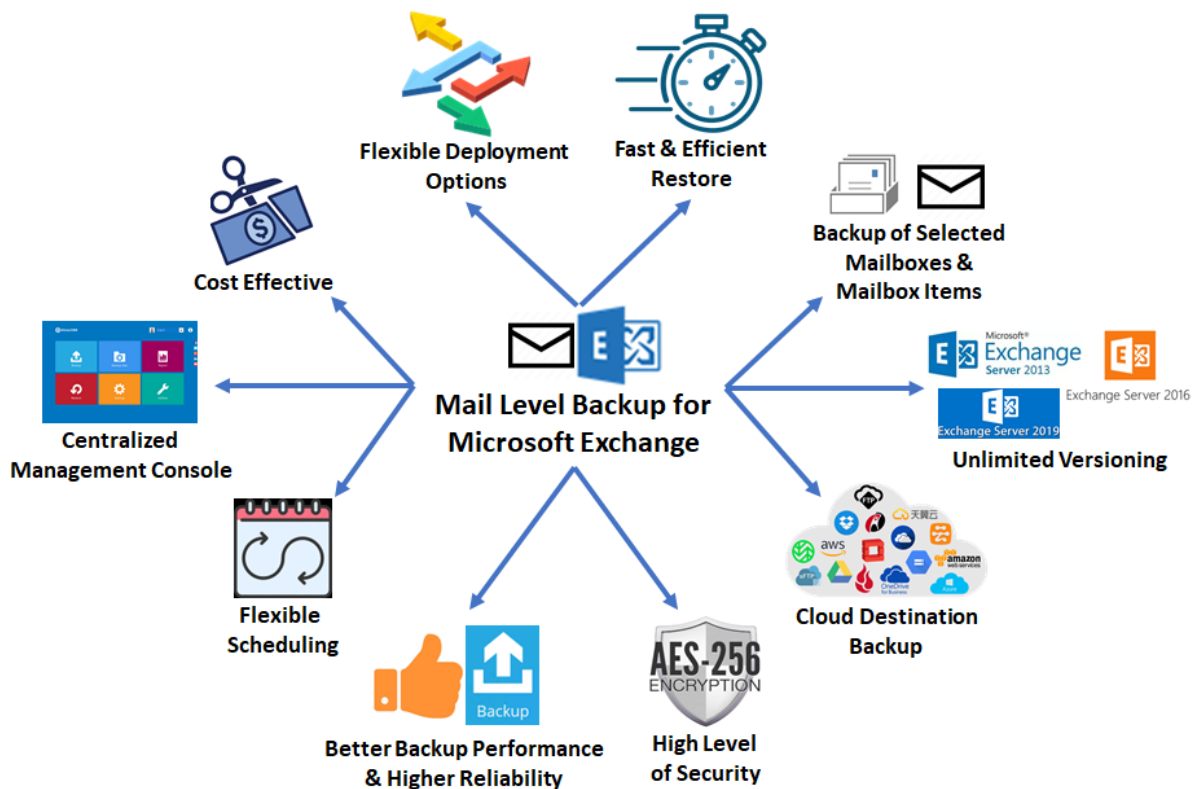 Flexible Deployment
Options
Fast & Efficient
Restore
Backup of Selected
Mailboxes &
Mailbox Items
Cost Effective
Microsoft®
Exchange
Server 2013
Exchange Server 2016
Exchange Server 2019
Unlimited Versioning
Mail Level Backup for
Microsoft Exchange
Centralized
Management Console
FTP
天翼云
aws
amazon
web services
SFTP
OneDrive
for Business
Azure
Cloud Destination
Backup
Flexible
Scheduling
Backup
Better Backup Performance
& Higher Reliability
AES-256
ENCRYPTION
High Level
of Security